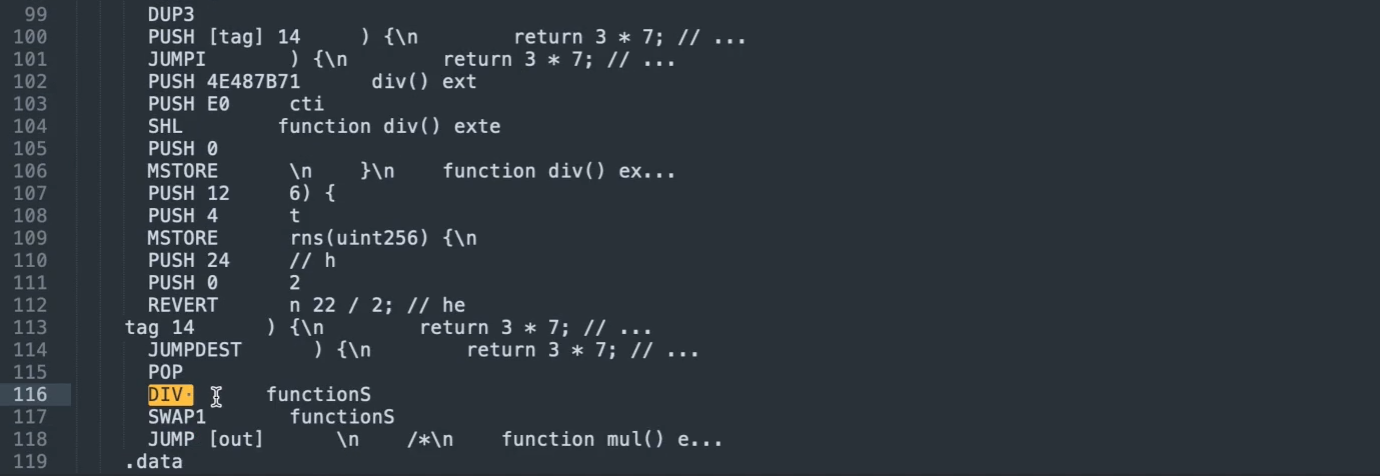 99 DUP3
100 PUSH [tag] 14 ) {\n return 3 * 7; // ...
101 JUMPI ) {\n return 3 * 7; // ...
102 PUSH 4E487B71 div() ext
103 PUSH E0 cti
104 SHL function div() exte
105 PUSH 0
106 MSTORE \n }\n function div() ex...
107 PUSH 12 6) {
108 PUSH 4 t
109 MSTORE rns(uint256) {\n
110 PUSH 24 // h
111 PUSH 0 2
112 REVERT n 22 / 2; // he
113 tag 14 ) {\n return 3 * 7; // ...
114 JUMPDEST ) {\n return 3 * 7; // ...
115 POP
116 DIV functionS
117 SWAP1 functionS
118 JUMP [out] \n /*\n function mul() e...
119 .data